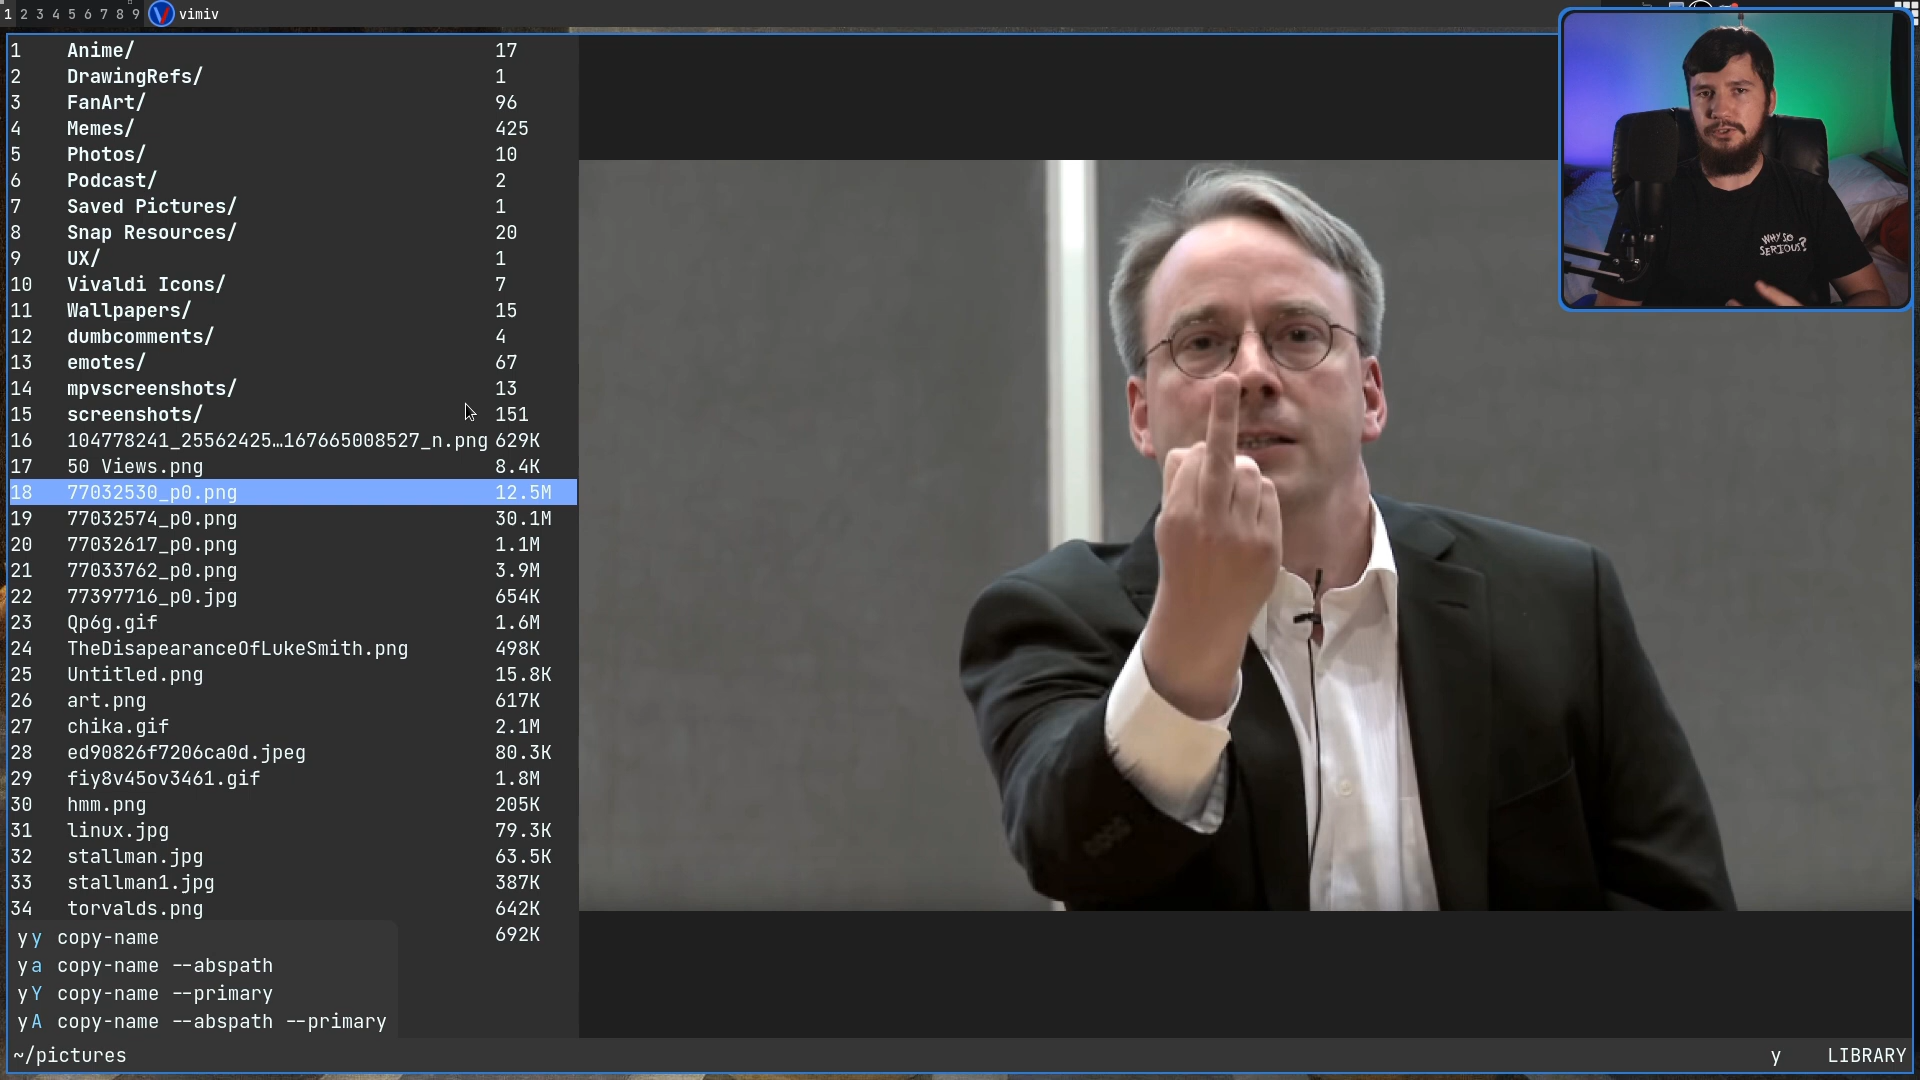 1 2 3 4 5 6 7 8 9 vimiv
1 Anime/ 17
2 DrawingRefs/ 1
3 FanArt/ 96
4 Memes/ 425
5 Photos/ 10
6 Podcast/ 2
7 Saved Pictures/ 1
8 Snap Resources/ 20
9 UX/ 1
10 Vivaldi Icons/ 7
11 Wallpapers/ 15
12 dumbcomments/ 4
13 emotes/ 67
14 mpvscreenshots/ 13
15 screenshots/ 151
16 104778241_25562425…167665008527_n.png 629K
17 50 Views.png 8.4K
18 77032530_p0.png 12.5M
19 77032574_p0.png 30.1M
20 77032617_p0.png 1.1M
21 77033762_p0.png 3.9M
22 77397716_p0.jpg 654K
23 Qp6g.gif 1.6M
24 TheDisapearanceOfLukeSmith.png 498K
25 Untitled.png 15.8K
26 art.png 617K
27 chika.gif 2.1M
28 ed90826f7206ca0d.jpeg 80.3K
29 fiy8v45ov3461.gif 1.8M
30 hmm.png 205K
31 linux.jpg 79.3K
32 stallman.jpg 63.5K
33 stallman1.jpg 387K
34 torvalds.png 642K
692K
yy copy-name
ya copy-name --abspath
yY copy-name --primary
yA copy-name --abspath --primary
~/pictures y LIBRARY
WHY SO
SERIOUS?